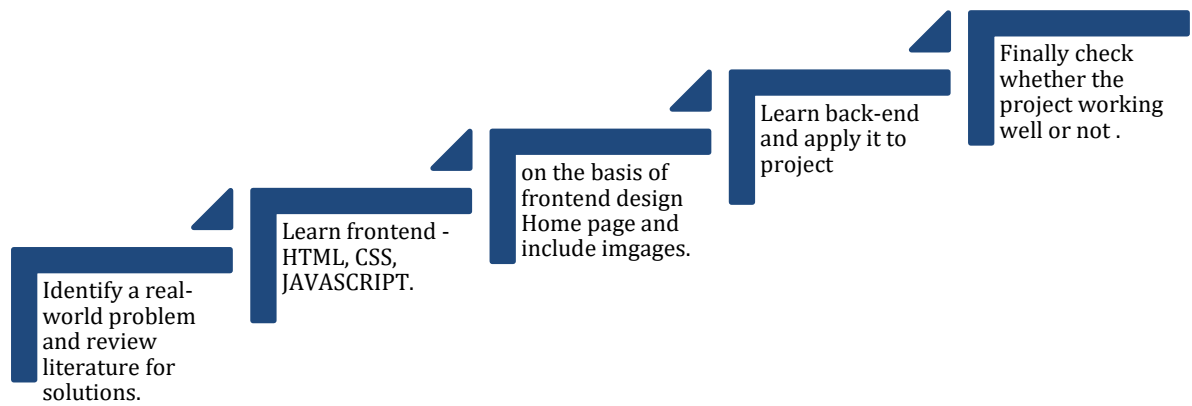 Identify a real-
world problem
and review
literature for
solutions.
Learn frontend -
HTML, CSS,
JAVASCRIPT.
on the basis of
frontend design
Home page and
include imgages.
Learn back-end
and apply it to
project
Finally check
whether the
project working
well or not .